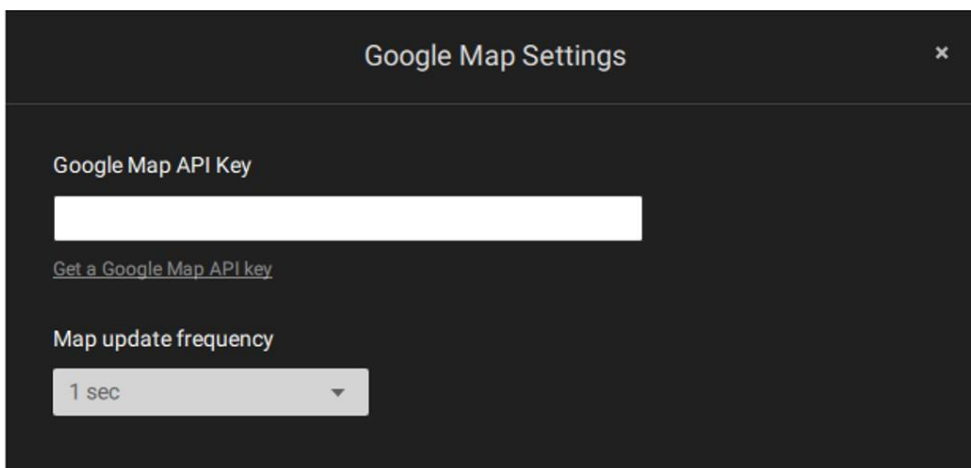 Google Map Settings
×
Google Map API Key
Get a Google Map API key
Map update frequency
1 sec